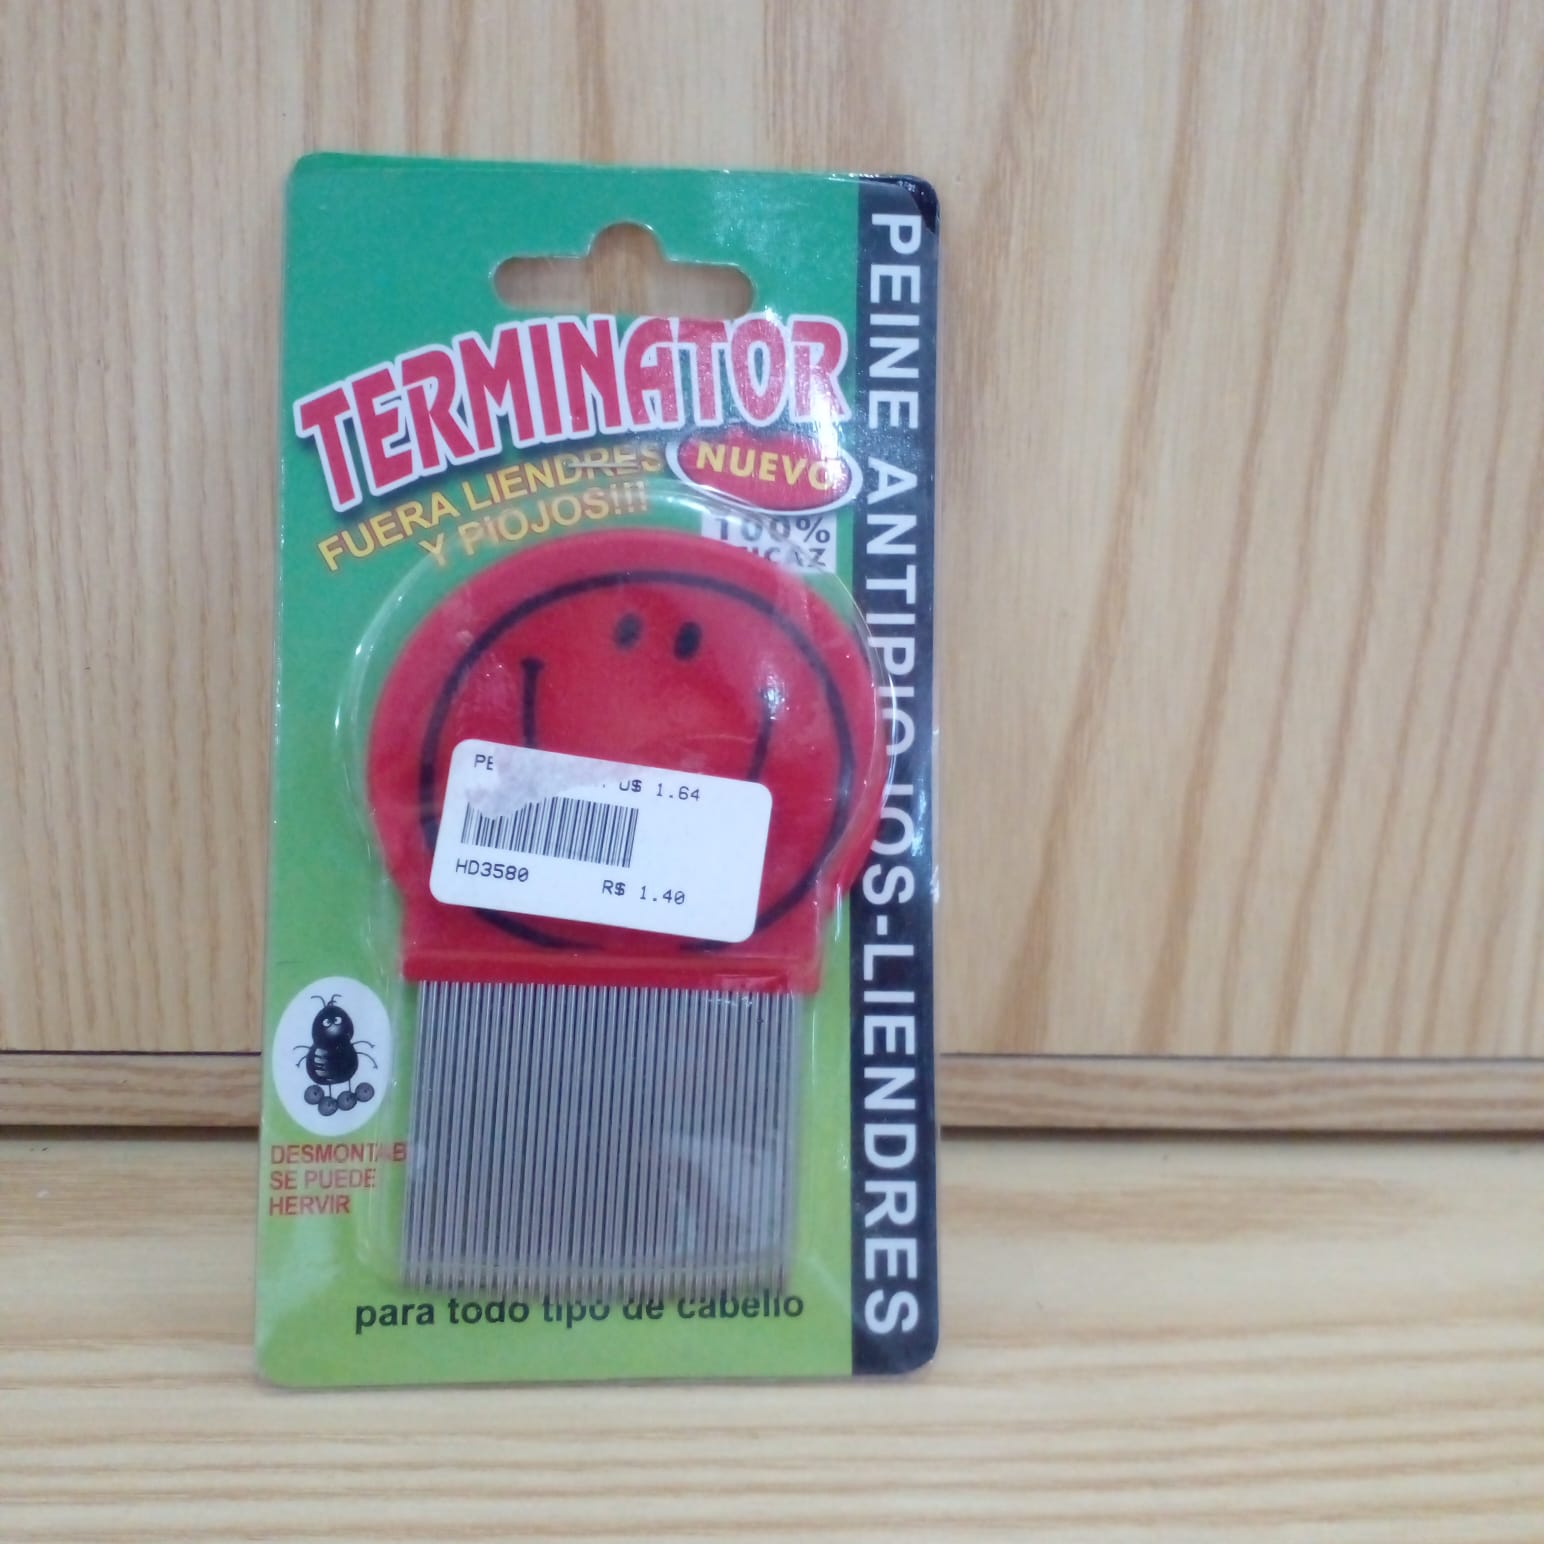 TERMINATOR
FUERA LIENDRES
Y PIOJOS!!!
NUEVO
100%
PEINE ANTIPIOJOS-LIENDRES
U$ 1.64
HD3580
R$ 1.40
SE PUEDE
HERVIR
para todo tipo de cabello